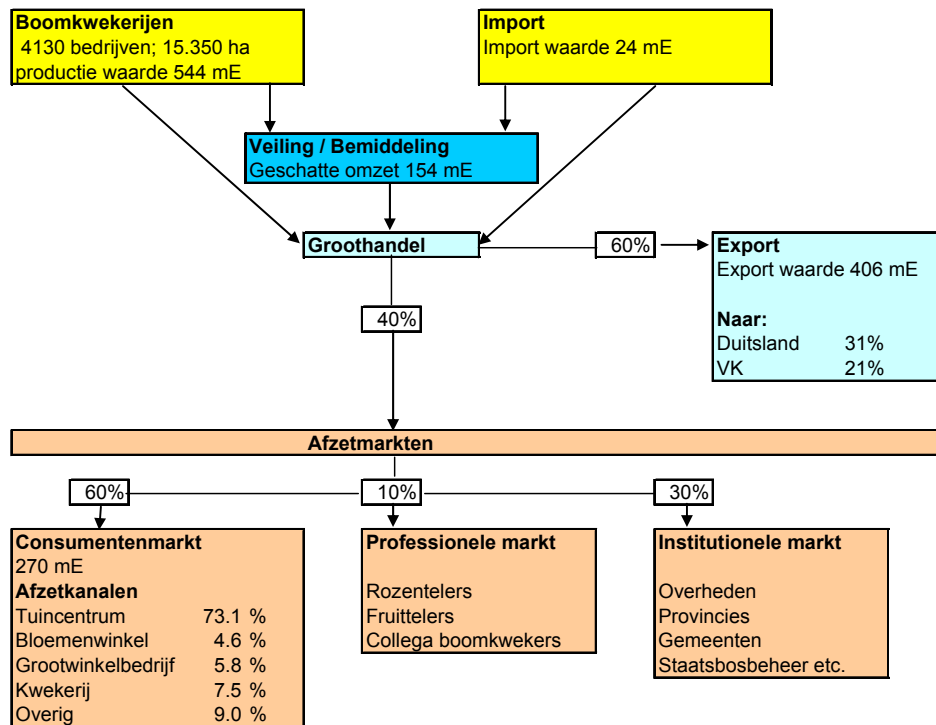 Boomkwekerijen
4130 bedrijven; 15.350 ha
productie waarde 544 mE
Import
Import waarde 24 mE
Veiling / Bemiddeling
Geschatte omzet 154 mE
Groothandel
60%
Export
Export waarde 406 mE
Naar:
Duitsland 31%
VK 21%
40%
Afzetmarkten
60%
10%
30%
Consumentenmarkt
270 mE
Afzetkanalen
Tuincentrum 73.1 %
Bloemenwinkel 4.6 %
Grootwinkelbedrijf 5.8 %
Kwekerij 7.5 %
Overig 9.0 %
Professionele markt
Rozentelers
Fruittelers
Collega boomkwekers
Institutionele markt
Overheden
Provincies
Gemeenten
Staatsbosbeheer etc.